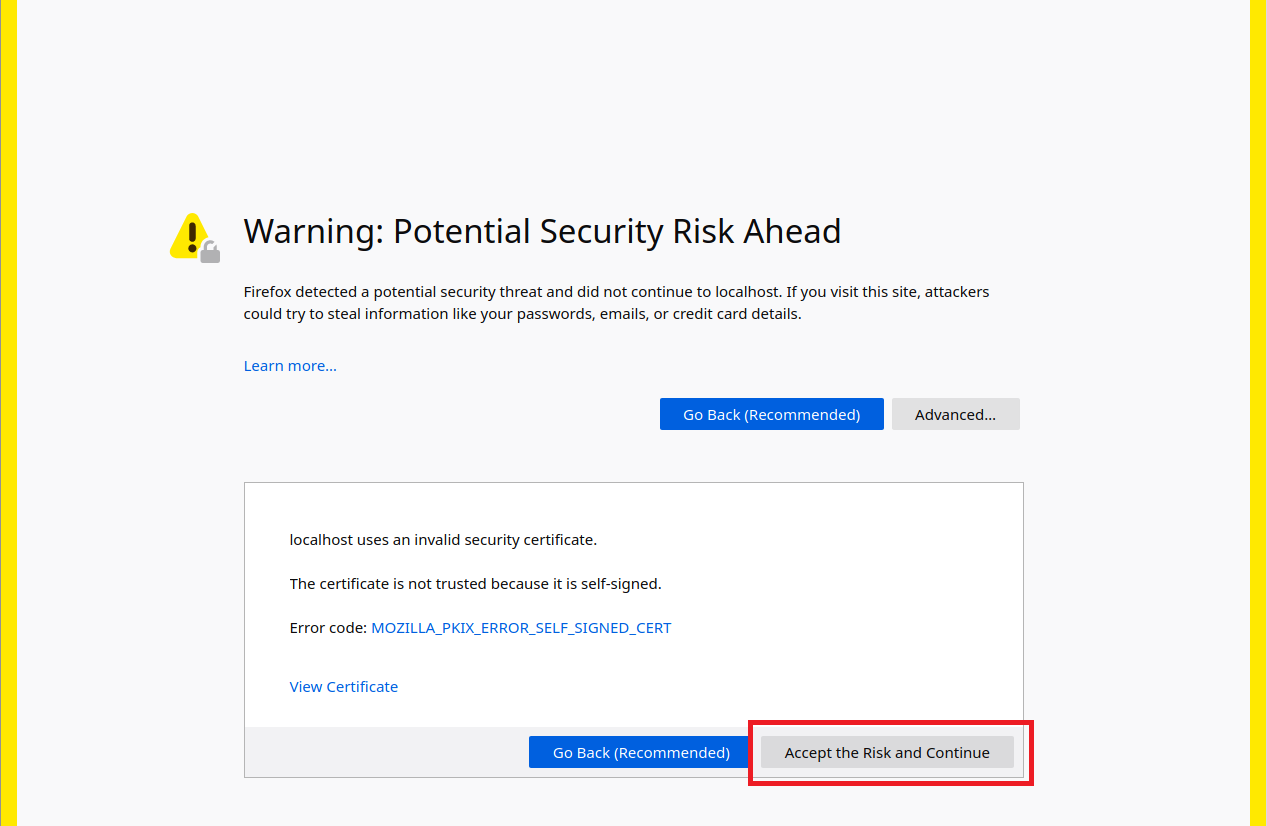 Warning: Potential Security Risk Ahead
Firefox detected a potential security threat and did not continue to localhost. If you visit this site, attackers
could try to steal information like your passwords, emails, or credit card details.
Learn more...
Go Back (Recommended)
Advanced...
localhost uses an invalid security certificate.
The certificate is not trusted because it is self-signed.
Error code: MOZILLA_PKIX_ERROR_SELF_SIGNED_CERT
View Certificate
Go Back (Recommended)
Accept the Risk and Continue